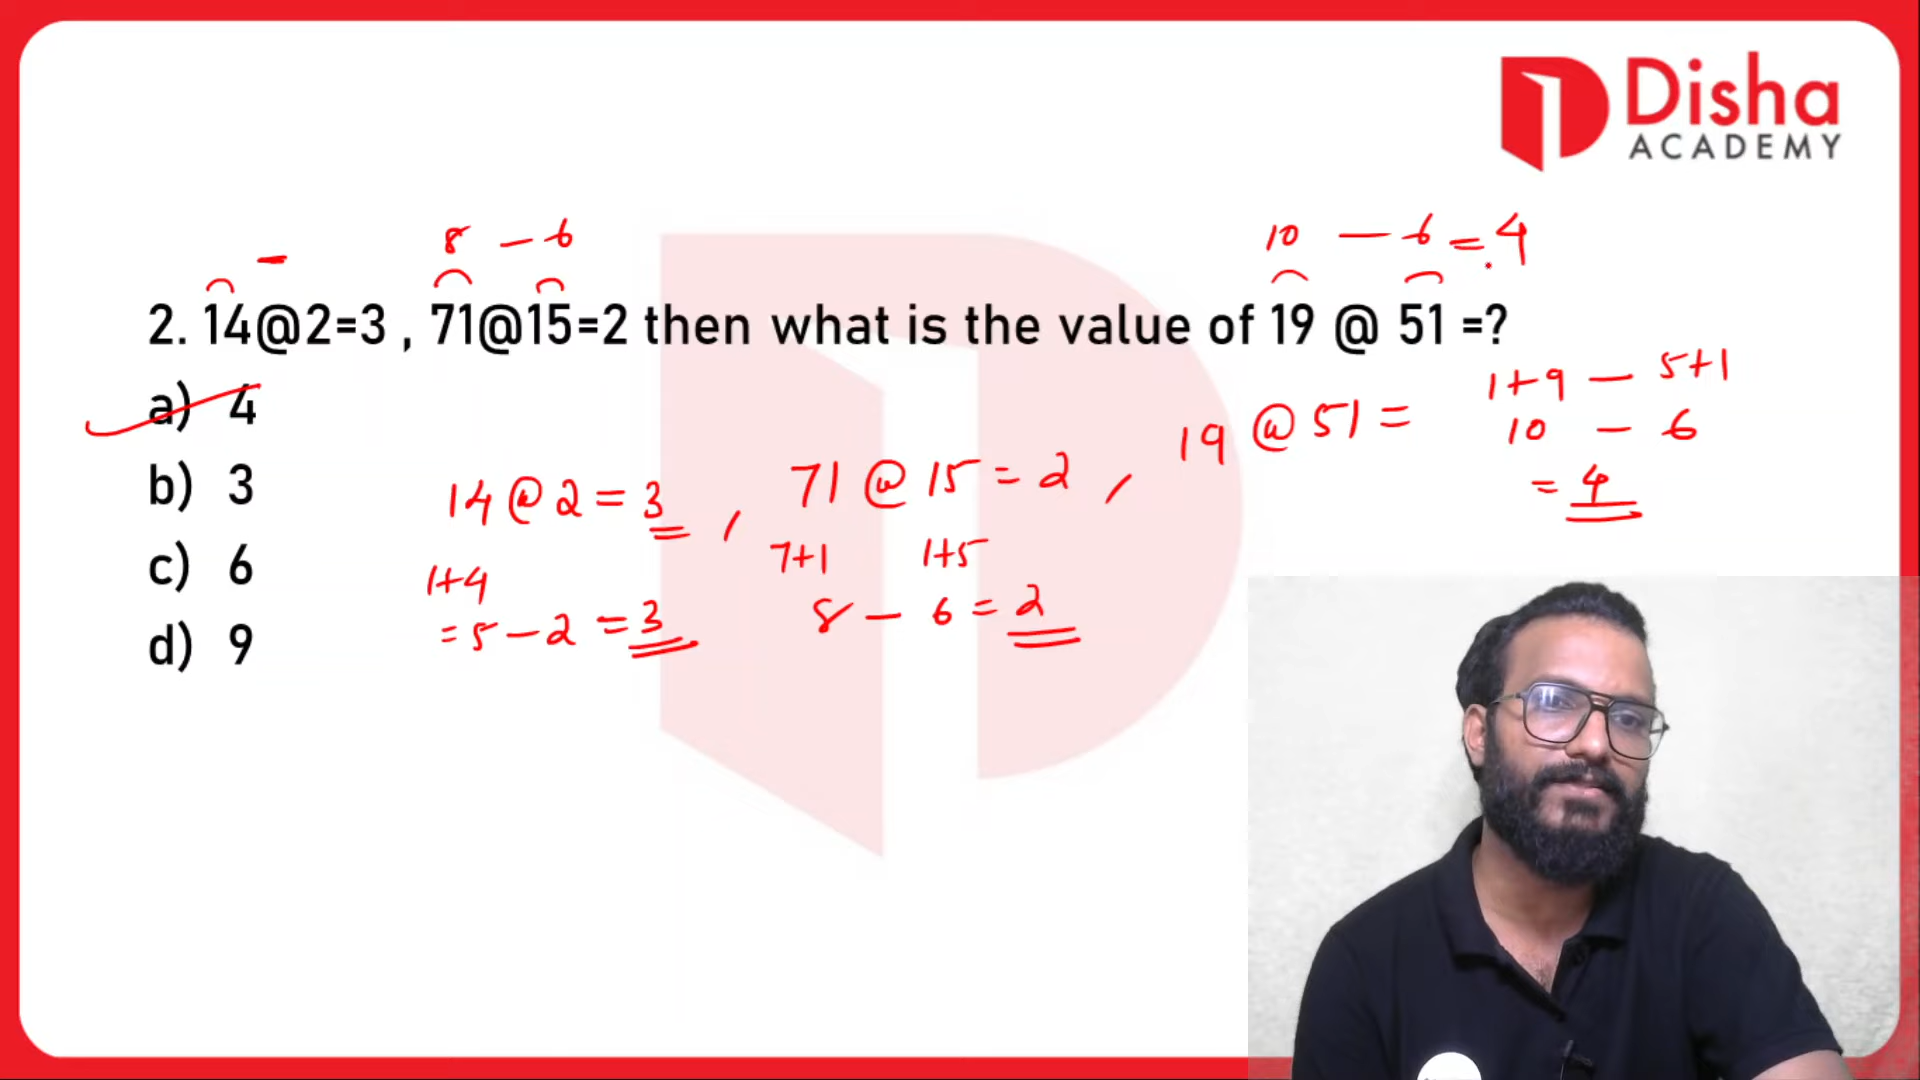 Disha
ACADEMY
8 - 6
10 - 6 = 4
-
2. 14@2=3 , 71@15=2 then what is the value of 19 @ 51 =?
a) 4
b) 3
c) 6
d) 9
14 @ 2 = 3 , 71 @ 15 = 2 , 19 @ 51 = 1+9 - 5+1
10 - 6
= 4
1+4
= 5 - 2 = 3
7+1 1+5
8 - 6 = 2